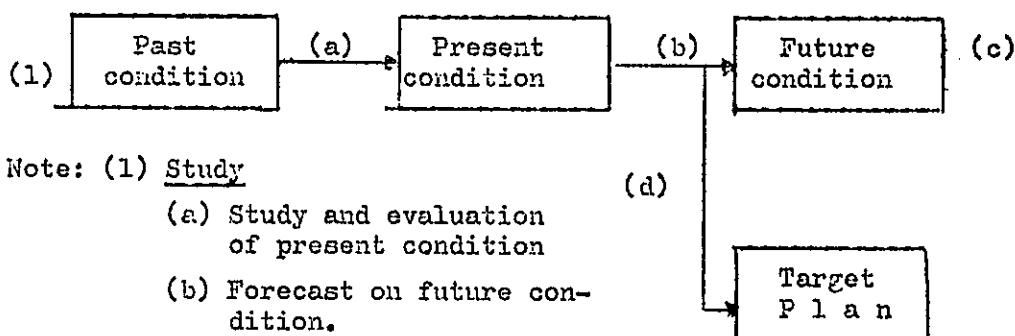 (1) Past condition (a) Present condition (b) Future condition (c)
Note: (1) Study
(a) Study and evaluation
of present condition
(d)
(b) Forecast on future con-
dition.
Target
P l a n